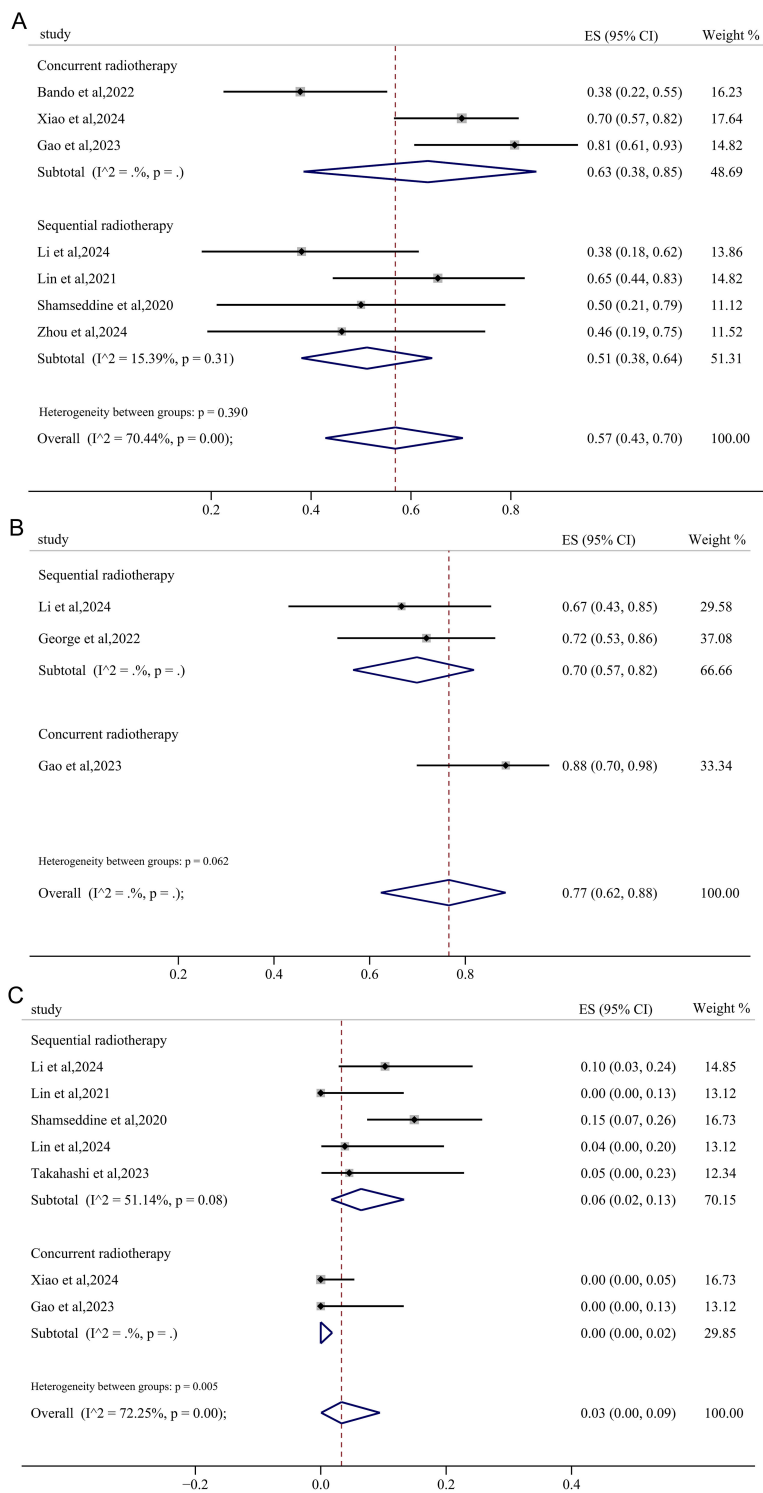 A
study ES (95% CI) Weight %
Concurrent radiotherapy
Bando et al,2022 0.38 (0.22, 0.55) 16.23
Xiao et al,2024 0.70 (0.57, 0.82) 17.64
Gao et al,2023 0.81 (0.61, 0.93) 14.82
Subtotal (I^2 = .%, p = .) 0.63 (0.38, 0.85) 48.69
Sequential radiotherapy
Li et al,2024 0.38 (0.18, 0.62) 13.86
Lin et al,2021 0.65 (0.44, 0.83) 14.82
Shamseddine et al,2020 0.50 (0.21, 0.79) 11.12
Zhou et al,2024 0.46 (0.19, 0.75) 11.52
Subtotal (I^2 = 15.39%, p = 0.31) 0.51 (0.38, 0.64) 51.31
Heterogeneity between groups: p = 0.390
Overall (I^2 = 70.44%, p = 0.00); 0.57 (0.43, 0.70) 100.00
0.2 0.4 0.6 0.8
B
study ES (95% CI) Weight %
Sequential radiotherapy
Li et al,2024 0.67 (0.43, 0.85) 29.58
George et al,2022 0.72 (0.53, 0.86) 37.08
Subtotal (I^2 = .%, p = .) 0.70 (0.57, 0.82) 66.66
Concurrent radiotherapy
Gao et al,2023 0.88 (0.70, 0.98) 33.34
Heterogeneity between groups: p = 0.062
Overall (I^2 = .%, p = .); 0.77 (0.62, 0.88) 100.00
0.2 0.4 0.6 0.8
C
study ES (95% CI) Weight %
Sequential radiotherapy
Li et al,2024 0.10 (0.03, 0.24) 14.85
Lin et al,2021 0.00 (0.00, 0.13) 13.12
Shamseddine et al,2020 0.15 (0.07, 0.26) 16.73
Lin et al,2024 0.04 (0.00, 0.20) 13.12
Takahashi et al,2023 0.05 (0.00, 0.23) 12.34
Subtotal (I^2 = 51.14%, p = 0.08) 0.06 (0.02, 0.13) 70.15
Concurrent radiotherapy
Xiao et al,2024 0.00 (0.00, 0.05) 16.73
Gao et al,2023 0.00 (0.00, 0.13) 13.12
Subtotal (I^2 = .%, p = .) 0.00 (0.00, 0.02) 29.85
Heterogeneity between groups: p = 0.005
Overall (I^2 = 72.25%, p = 0.00); 0.03 (0.00, 0.09) 100.00
−0.2 0.0 0.2 0.4